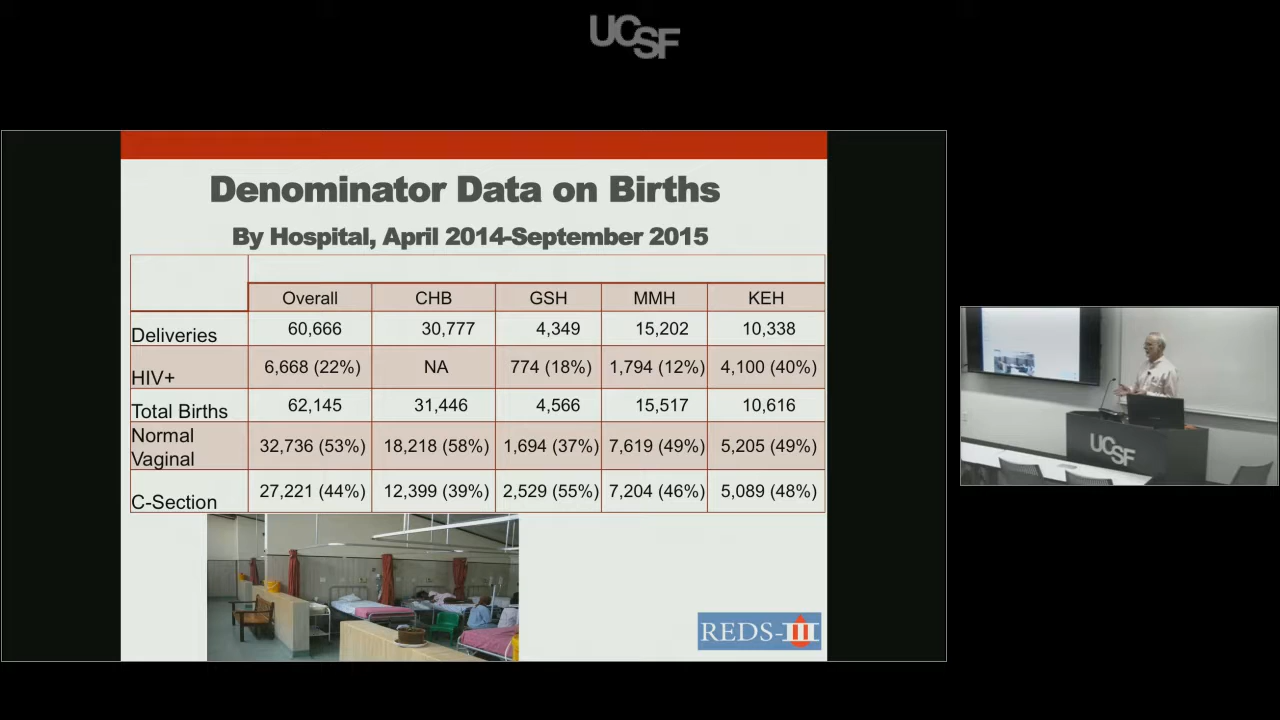 UCSF
Denominator Data on Births
By Hospital, April 2014-September 2015
Overall CHB GSH MMH KEH
Deliveries 60,666 30,777 4,349 15,202 10,338
HIV+ 6,668 (22%) NA 774 (18%) 1,794 (12%) 4,100 (40%)
Total Births 62,145 31,446 4,566 15,517 10,616
Normal
Vaginal 32,736 (53%) 18,218 (58%) 1,694 (37%) 7,619 (49%) 5,205 (49%)
C-Section 27,221 (44%) 12,399 (39%) 2,529 (55%) 7,204 (46%) 5,089 (48%)
REDS-III
UCSF